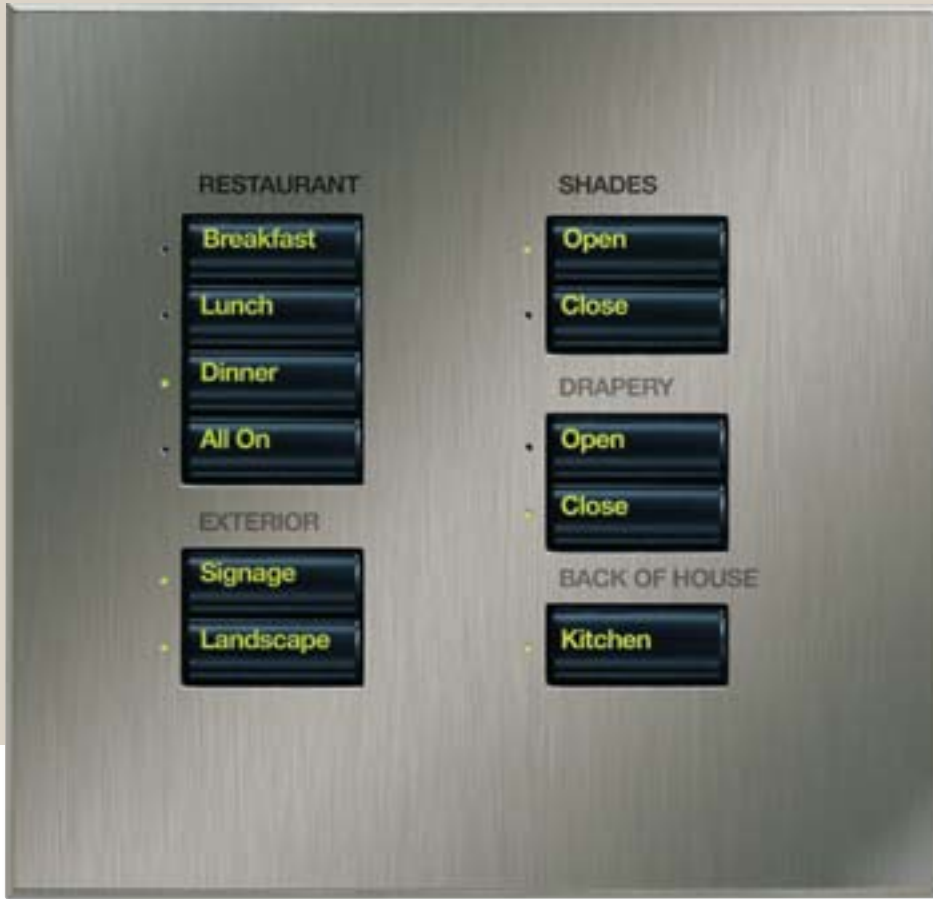 RESTAURANT
Breakfast
Lunch
Dinner
All On
EXTERIOR
Signage
Landscape
SHADES
Open
Close
DRAPERY
Open
Close
BACK OF HOUSE
Kitchen